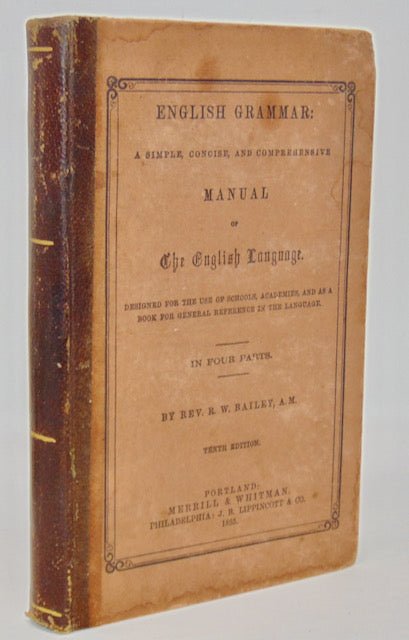 ENGLISH GRAMMAR:
A SIMPLE, CONCISE, AND COMPREHENSIVE
MANUAL
OF
The English Language.
DESIGNED FOR THE USE OF SCHOOLS, ACADEMIES, AND AS A
BOOK FOR GENERAL REFERENCE IN THE LANGUAGE.
IN FOUR PARTS.
BY REV. R. W. BAILEY, A.M.
TENTH EDITION.
PORTLAND:
MERRILL & WHITMAN.
PHILADELPHIA: J. B. LIPPINCOTT & CO.
1855.